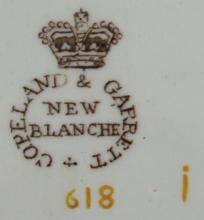 COPELAND & GARRETT
NEW
BLANCHE
618 i